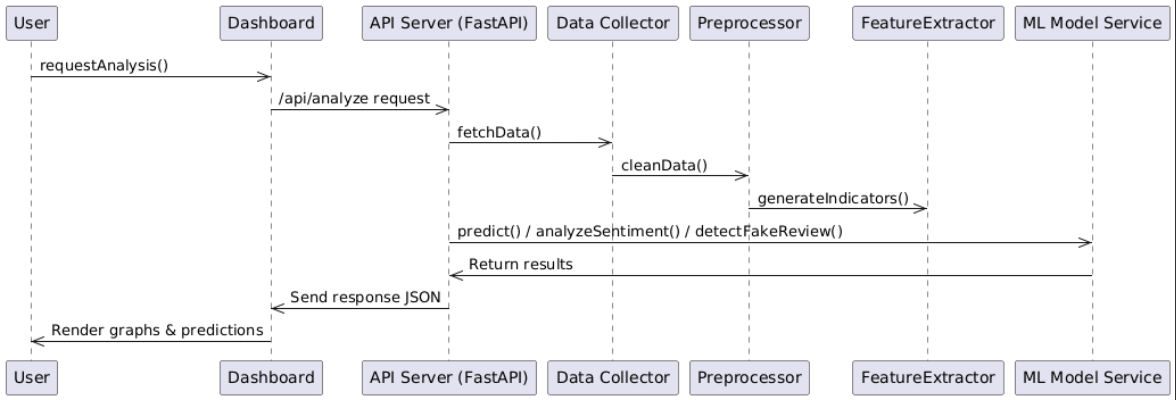 User Dashboard API Server (FastAPI) Data Collector Preprocessor FeatureExtractor ML Model Service
requestAnalysis()
/api/analyze request
fetchData()
cleanData()
generateIndicators()
predict() / analyzeSentiment() / detectFakeReview()
Return results
Send response JSON
Render graphs & predictions
User Dashboard API Server (FastAPI) Data Collector Preprocessor FeatureExtractor ML Model Service